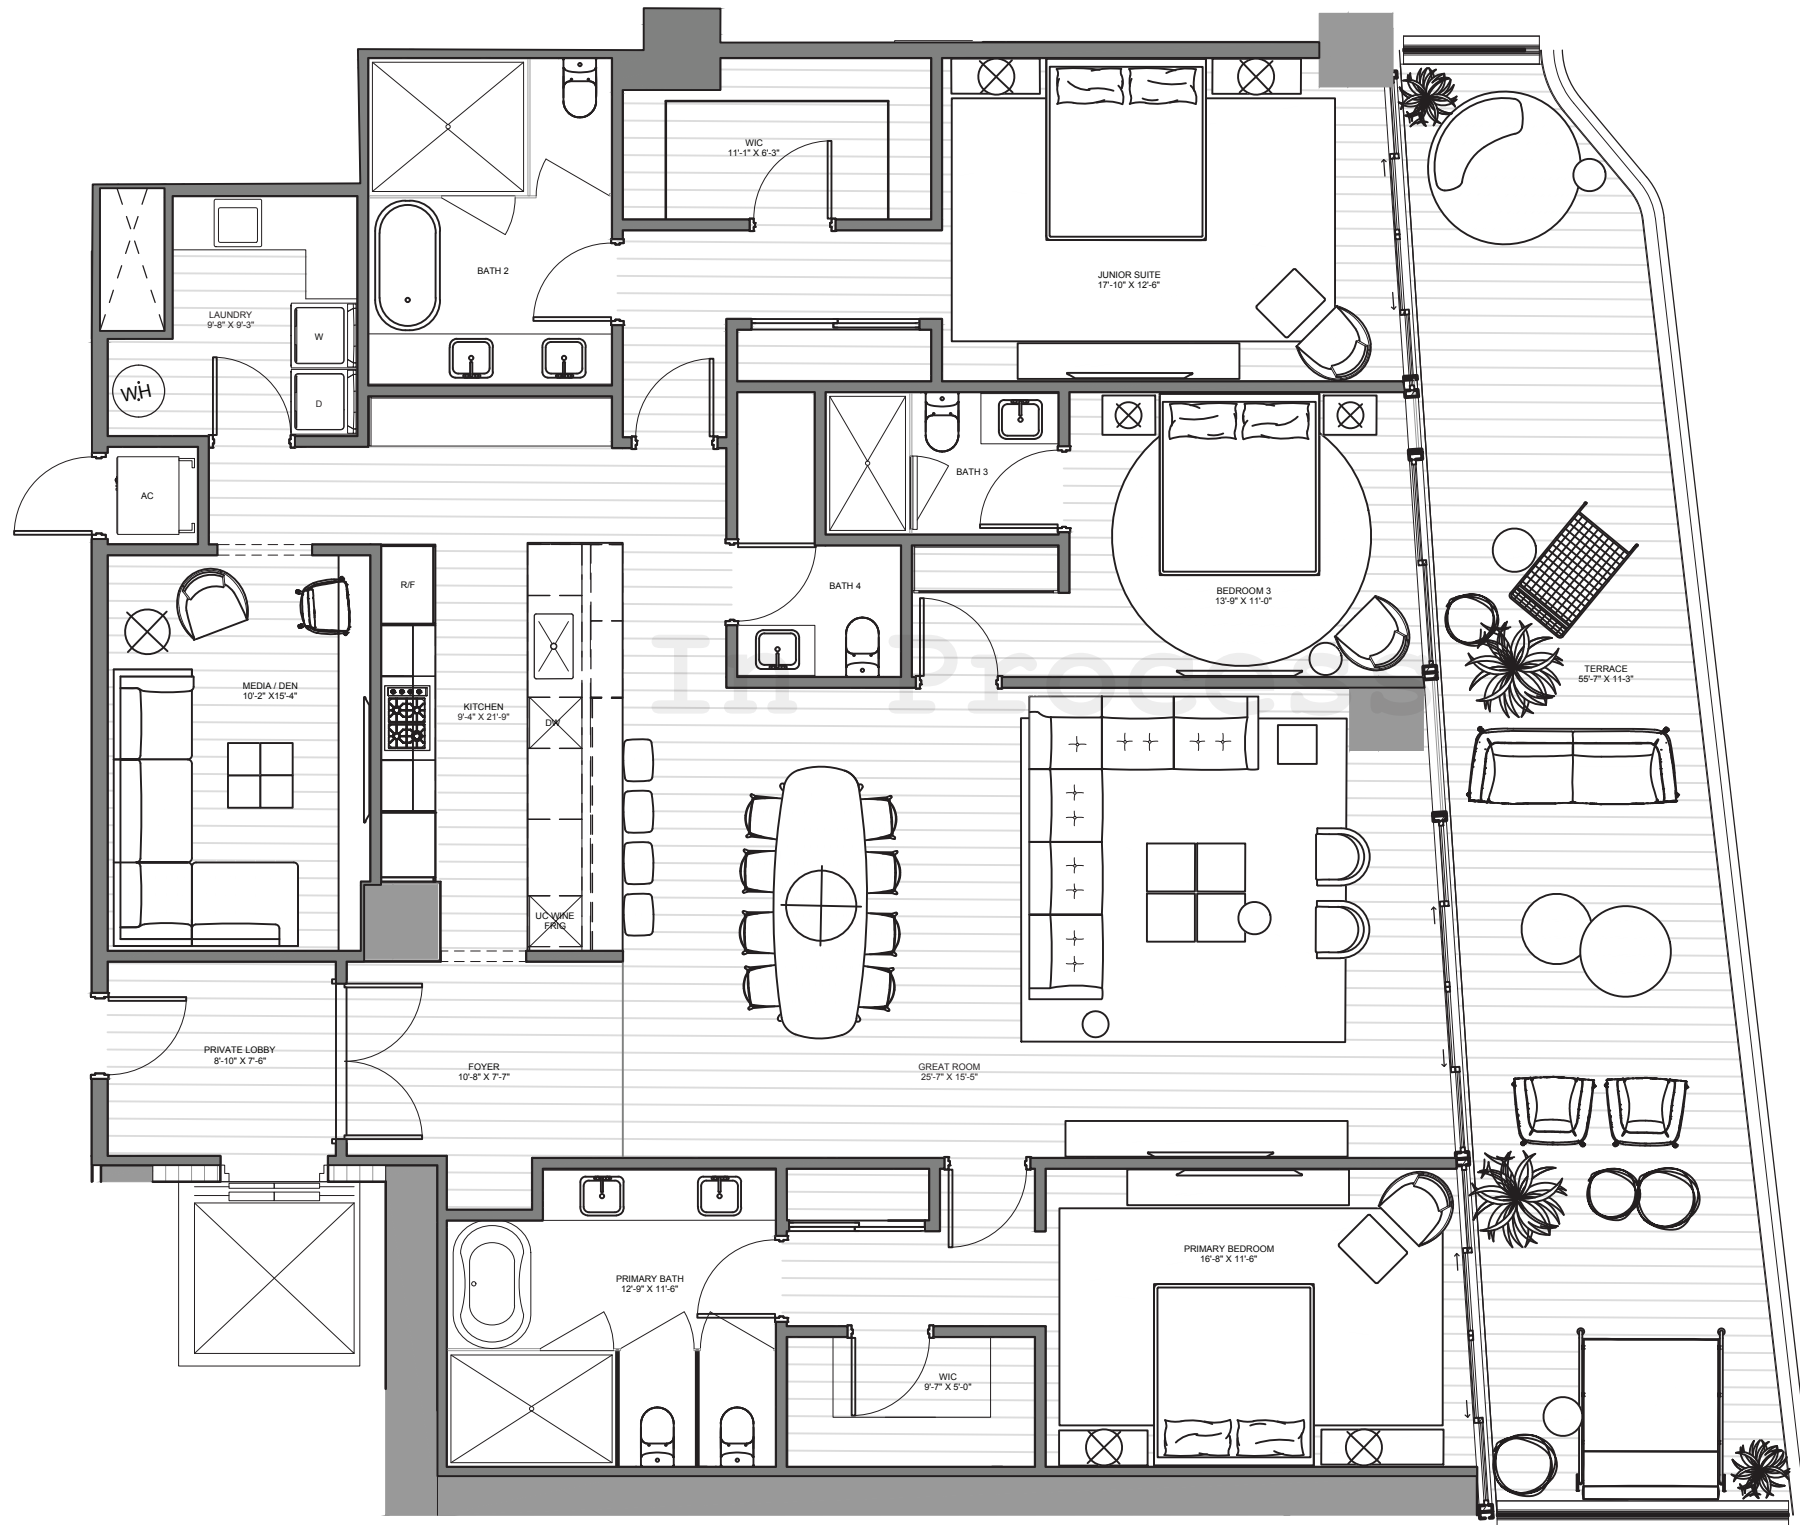 WIC
11'-1" X 6'-3"
BATH 2
JUNIOR SUITE
17'-10" X 12'-6"
LAUNDRY
9'-8" X 9'-3"
W
W.H
D
BATH 3
AC
R/F
BATH 4
BEDROOM 3
13'-9" X 11'-0"
In Process
TERRACE
55'-7" X 11-3"
MEDIA / DEN
10'-2" X15'-4"
KITCHEN
9'-4" X 21'-9"
DW
UC WINE
FRIG
PRIVATE LOBBY
8'-10" X 7'-6"
FOYER
10'-8" X 7'-7"
GREAT ROOM
25'-7" X 15'-5"
PRIMARY BATH
12'-9" X 11'-6"
PRIMARY BEDROOM
16'-8" X 11'-6"
WIC
9'-7" X 5'-0"